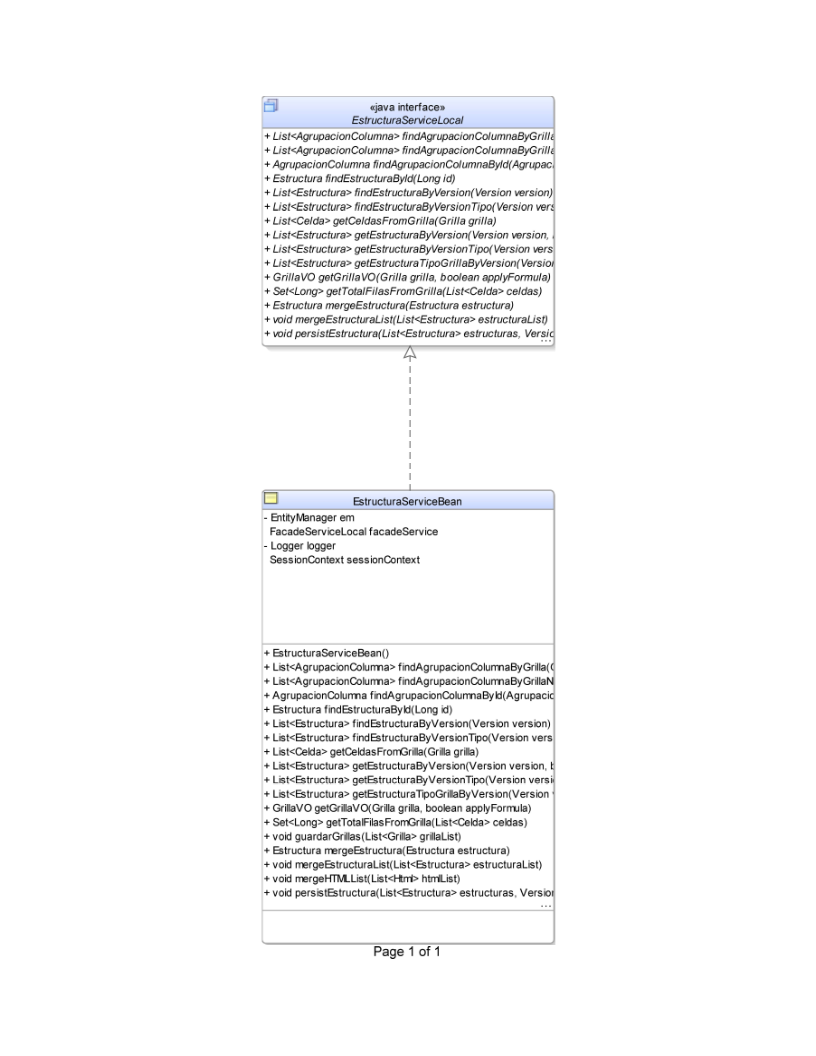 «java interface»
EstructuraServiceLocal
+ List<AgrupacionColumna> findAgrupacionColumnaByGrilla
+ List<AgrupacionColumna> findAgrupacionColumnaByGrilla
+ AgrupacionColumna findAgrupacionColumnaById(Agrupac
+ Estructura findEstructuraById(Long id)
+ List<Estructura> findEstructuraByVersion(Version version)
+ List<Estructura> findEstructuraByVersionTipo(Version vers
+ List<Celda> getCeldasFromGrilla(Grilla grilla)
+ List<Estructura> getEstructuraByVersion(Version version,
+ List<Estructura> getEstructuraByVersionTipo(Version vers
+ List<Estructura> getEstructuraTipoGrillaByVersion(Version
+ GrillaVO getGrillaVO(Grilla grilla, boolean applyFormula)
+ Set<Long> getTotalFilasFromGrilla(List<Celda> celdas)
+ Estructura mergeEstructura(Estructura estructura)
+ void mergeEstructuraList(List<Estructura> estructuraList)
+ void persistEstructura(List<Estructura> estructuras, Versic
...
EstructuraServiceBean
- EntityManager em
FacadeServiceLocal facadeService
- Logger logger
SessionContext sessionContext
+ EstructuraServiceBean()
+ List<AgrupacionColumna> findAgrupacionColumnaByGrilla(G
+ List<AgrupacionColumna> findAgrupacionColumnaByGrillaN
+ AgrupacionColumna findAgrupacionColumnaById(Agrupacio
+ Estructura findEstructuraById(Long id)
+ List<Estructura> findEstructuraByVersion(Version version)
+ List<Estructura> findEstructuraByVersionTipo(Version vers
+ List<Celda> getCeldasFromGrilla(Grilla grilla)
+ List<Estructura> getEstructuraByVersion(Version version, b
+ List<Estructura> getEstructuraByVersionTipo(Version versi
+ List<Estructura> getEstructuraTipoGrillaByVersion(Version v
+ GrillaVO getGrillaVO(Grilla grilla, boolean applyFormula)
+ Set<Long> getTotalFilasFromGrilla(List<Celda> celdas)
+ void guardarGrillas(List<Grilla> grillaList)
+ Estructura mergeEstructura(Estructura estructura)
+ void mergeEstructuraList(List<Estructura> estructuraList)
+ void mergeHTMLList(List<Html> htmlList)
+ void persistEstructura(List<Estructura> estructuras, Version
...
Page 1 of 1